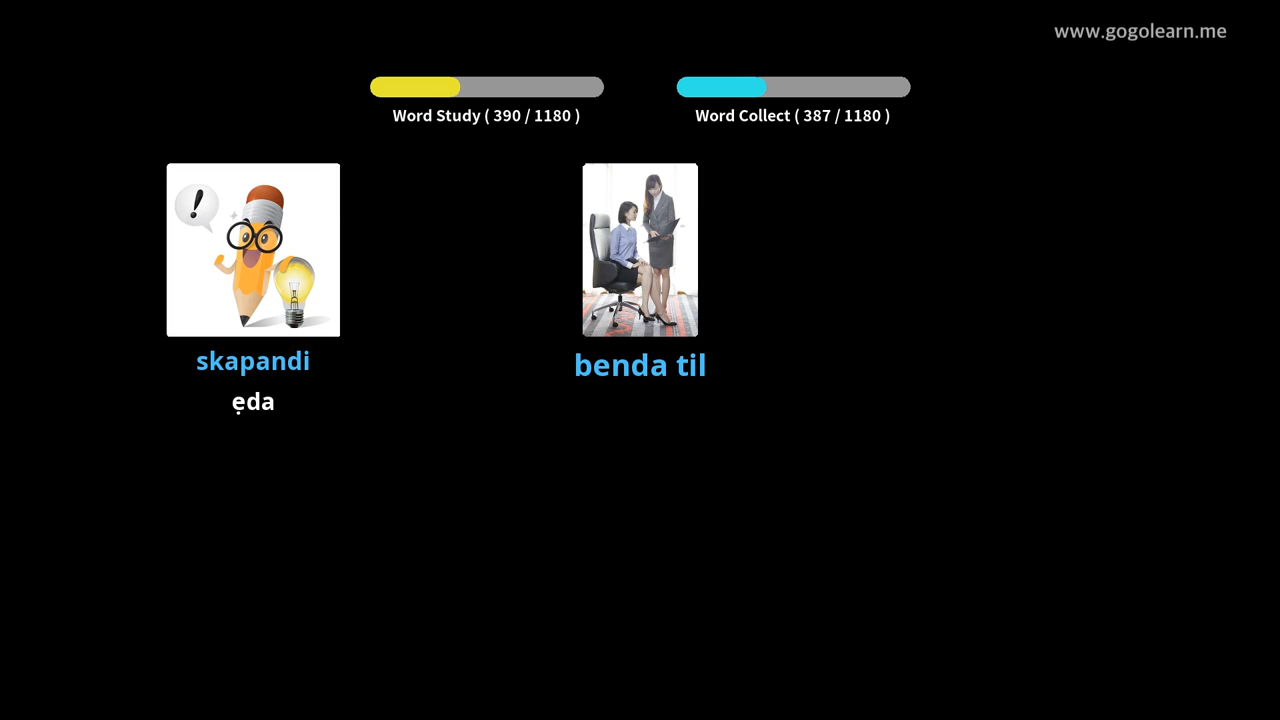 www.gogolearn.me
Word Study ( 390 / 1180 )
Word Collect ( 387 / 1180 )
skapandi
ẹda
benda til